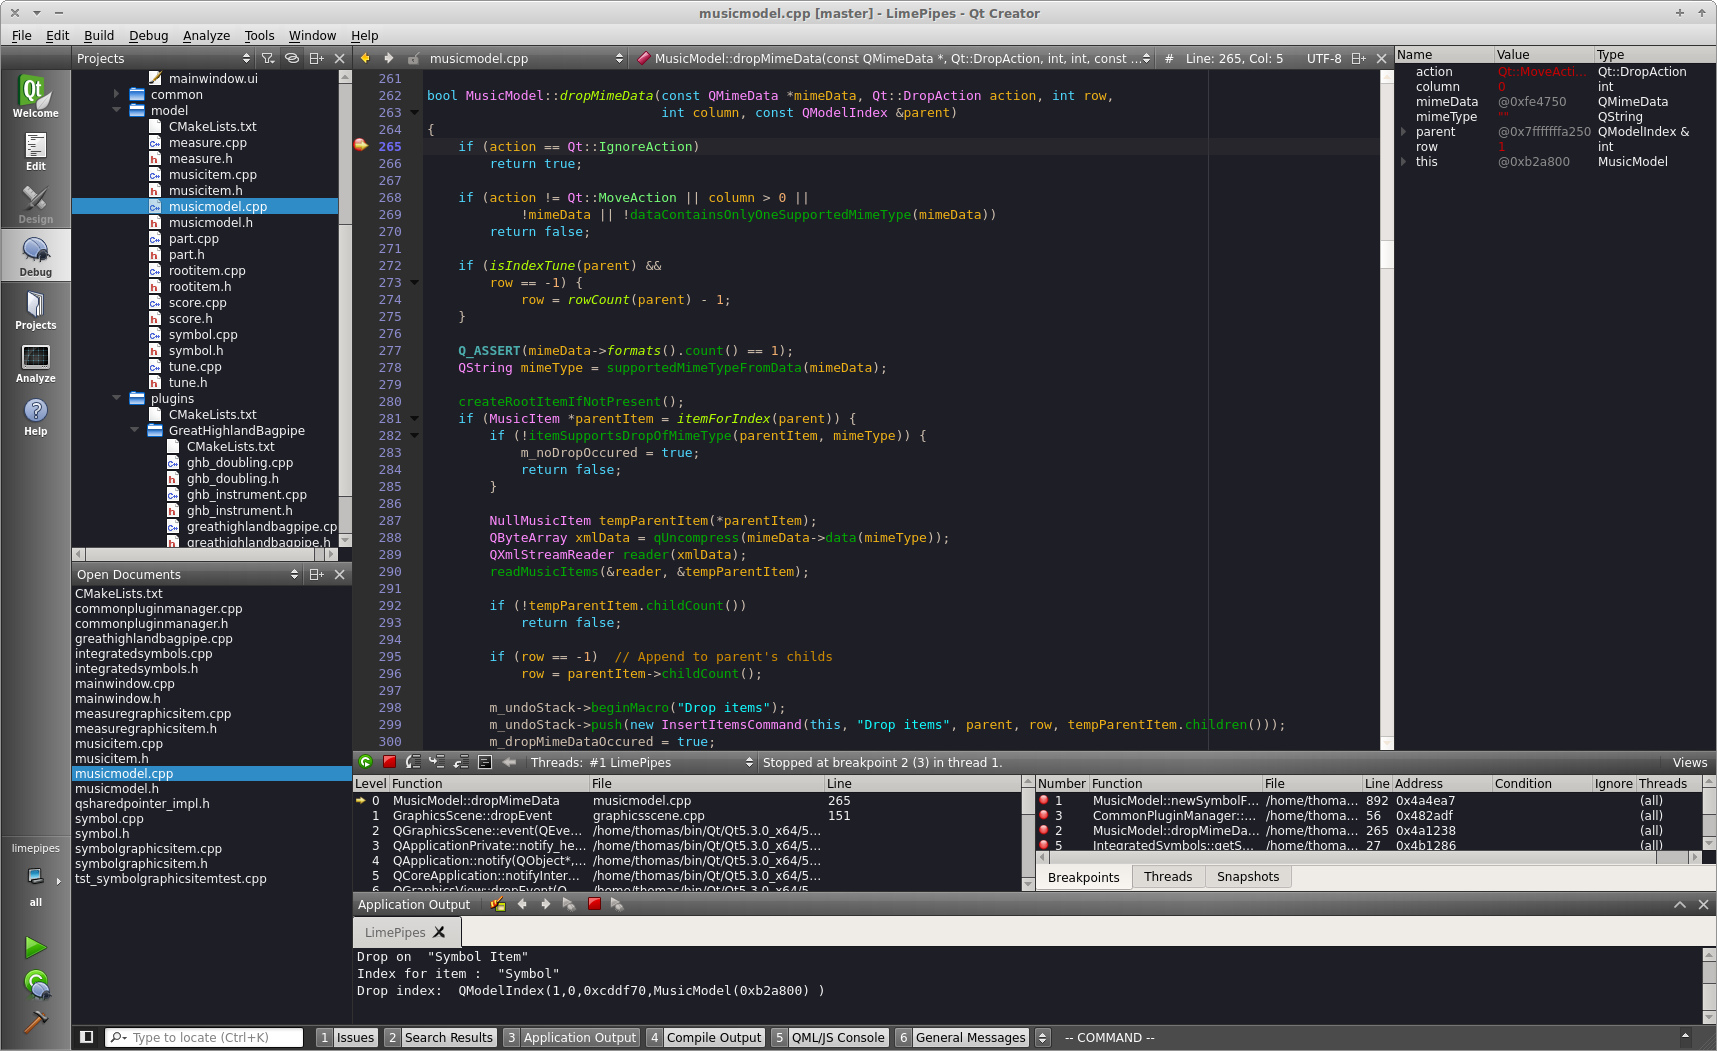 musicmodel.cpp [master] - LimePipes - Qt Creator
File Edit Build Debug Analyze Tools Window Help
Welcome
Edit
Design
Debug
Projects
Analyze
Help
limepipes
all
Projects
mainwindow.ui
common
model
CMakeLists.txt
measure.cpp
measure.h
musicitem.cpp
musicitem.h
musicmodel.cpp
musicmodel.h
part.cpp
part.h
rootitem.cpp
rootitem.h
score.cpp
score.h
symbol.cpp
symbol.h
tune.cpp
tune.h
plugins
CMakeLists.txt
GreatHighlandBagpipe
CMakeLists.txt
ghb_doubling.cpp
ghb_doubling.h
ghb_instrument.cpp
ghb_instrument.h
greathighlandbagpipe.cp
greathighlandbagpipe.h
Open Documents
CMakeLists.txt
commonpluginmanager.cpp
commonpluginmanager.h
greathighlandbagpipe.cpp
integratedsymbols.cpp
integratedsymbols.h
mainwindow.cpp
mainwindow.h
measuregraphicsitem.cpp
measuregraphicsitem.h
musicitem.cpp
musicitem.h
musicmodel.cpp
musicmodel.h
qsharedpointer_impl.h
symbol.cpp
symbol.h
symbolgraphicsitem.cpp
symbolgraphicsitem.h
tst_symbolgraphicsitemtest.cpp
musicmodel.cpp MusicModel::dropMimeData(const QMimeData *, Qt::DropAction, int, int, const ... # Line: 265, Col: 5 UTF-8
261
262 bool MusicModel::dropMimeData(const QMimeData *mimeData, Qt::DropAction action, int row,
263 int column, const QModelIndex &parent)
264 {
265 if (action == Qt::IgnoreAction)
266 return true;
267
268 if (action != Qt::MoveAction || column > 0 ||
269 !mimeData || !dataContainsOnlyOneSupportedMimeType(mimeData))
270 return false;
271
272 if (isIndexTune(parent) &&
273 row == -1) {
274 row = rowCount(parent) - 1;
275 }
276
277 Q_ASSERT(mimeData->formats().count() == 1);
278 QString mimeType = supportedMimeTypeFromData(mimeData);
279
280 createRootItemIfNotPresent();
281 if (MusicItem *parentItem = itemForIndex(parent)) {
282 if (!itemSupportsDropOfMimeType(parentItem, mimeType)) {
283 m_noDropOccured = true;
284 return false;
285 }
286
287 NullMusicItem tempParentItem(*parentItem);
288 QByteArray xmlData = qUncompress(mimeData->data(mimeType));
289 QXmlStreamReader reader(xmlData);
290 readMusicItems(&reader, &tempParentItem);
291
292 if (!tempParentItem.childCount())
293 return false;
294
295 if (row == -1) // Append to parent's childs
296 row = parentItem->childCount();
297
298 m_undoStack->beginMacro("Drop items");
299 m_undoStack->push(new InsertItemsCommand(this, "Drop items", parent, row, tempParentItem.children()));
300 m_dropMimeDataOccured = true;
Name Value Type
action Qt::MoveActi... Qt::DropAction
column 0 int
mimeData @0xfe4750 QMimeData
mimeType "" QString
parent @0x7fffffffa250 QModelIndex &
row 1 int
this @0xb2a800 MusicModel
Threads: #1 LimePipes Stopped at breakpoint 2 (3) in thread 1. Views
Level Function File Line
0 MusicModel::dropMimeData musicmodel.cpp 265
1 GraphicsScene::dropEvent graphicsscene.cpp 151
2 QGraphicsScene::event(QEve... /home/thomas/bin/Qt/Qt5.3.0_x64/5...
3 QApplicationPrivate::notify_he... /home/thomas/bin/Qt/Qt5.3.0_x64/5...
4 QApplication::notify(QObject*,... /home/thomas/bin/Qt/Qt5.3.0_x64/5...
5 QCoreApplication::notifyInter... /home/thomas/bin/Qt/Qt5.3.0_x64/5...
6 QGraphicsView::dropEvent(Q... /home/thomas/bin/Qt/Qt5.3.0_x64/5...
Number Function File Line Address Condition Ignore Threads
1 MusicModel::newSymbolF... /home/thoma... 892 0x4a4ea7 (all)
3 CommonPluginManager::... /home/thoma... 56 0x482adf (all)
2 MusicModel::dropMimeDa... /home/thoma... 265 0x4a1238 (all)
5 IntegratedSymbols::getS... /home/thoma... 27 0x4b1286 (all)
Breakpoints Threads Snapshots
Application Output
LimePipes
Drop on "Symbol Item"
Index for item : "Symbol"
Drop index: QModelIndex(1,0,0xcddf70,MusicModel(0xb2a800) )
Type to locate (Ctrl+K) 1 Issues 2 Search Results 3 Application Output 4 Compile Output 5 QML/JS Console 6 General Messages -- COMMAND --